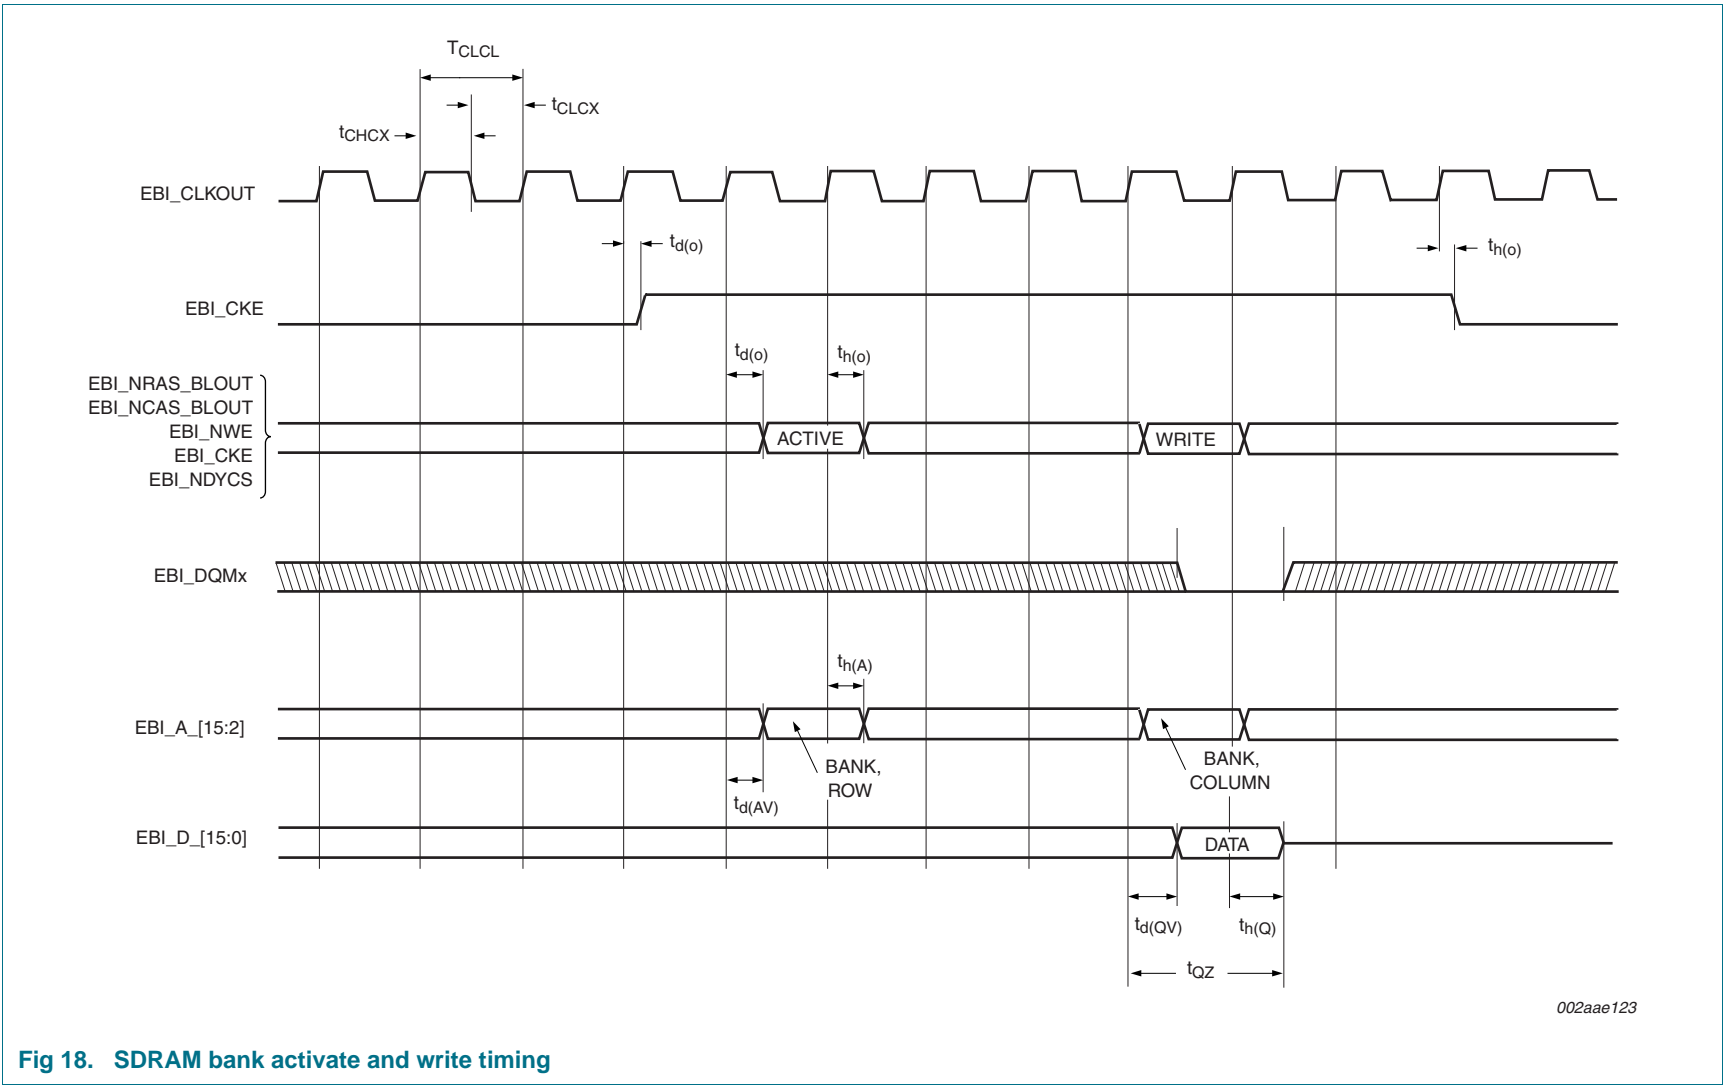 TCLCL
tCLCX
tCHCX
EBI_CLKOUT
td(o)
th(o)
EBI_CKE
td(o)
th(o)
EBI_NRAS_BLOUT
EBI_NCAS_BLOUT
EBI_NWE
EBI_CKE
EBI_NDYCS
ACTIVE
WRITE
EBI_DQMx
th(A)
EBI_A_[15:2]
BANK,
ROW
BANK,
COLUMN
td(AV)
EBI_D_[15:0]
DATA
td(QV)
th(Q)
tQZ
002aae123
Fig 18. SDRAM bank activate and write timing